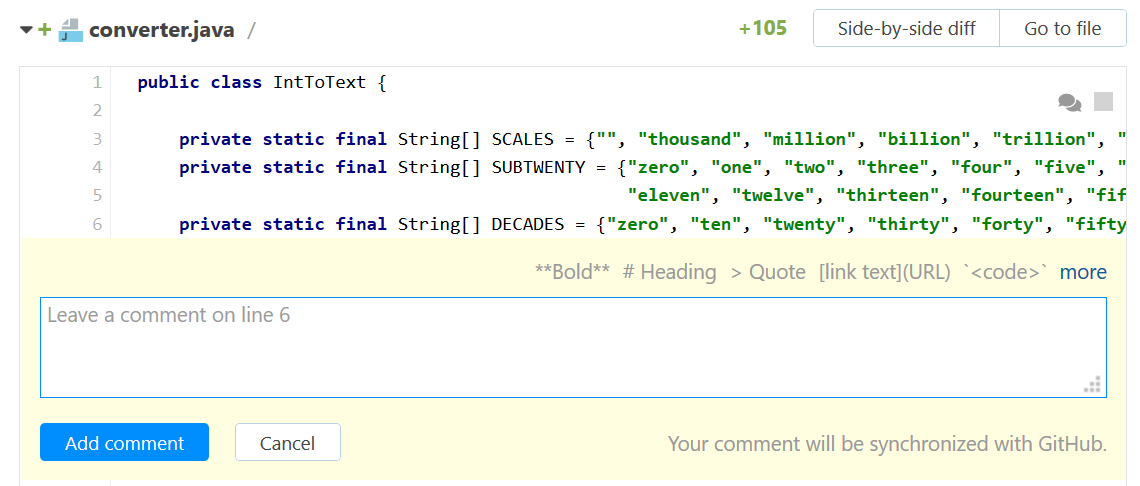 converter.java / +105 Side-by-side diff Go to file
1 public class IntToText {
2
3 private static final String[] SCALES = {"", "thousand", "million", "billion", "trillion", "
4 private static final String[] SUBTWENTY = {"zero", "one", "two", "three", "four", "five", "
5 "eleven", "twelve", "thirteen", "fourteen", "fif
6 private static final String[] DECADES = {"zero", "ten", "twenty", "thirty", "forty", "fifty
**Bold** # Heading > Quote [link text](URL) `<code>` more
Leave a comment on line 6
Add comment Cancel Your comment will be synchronized with GitHub.